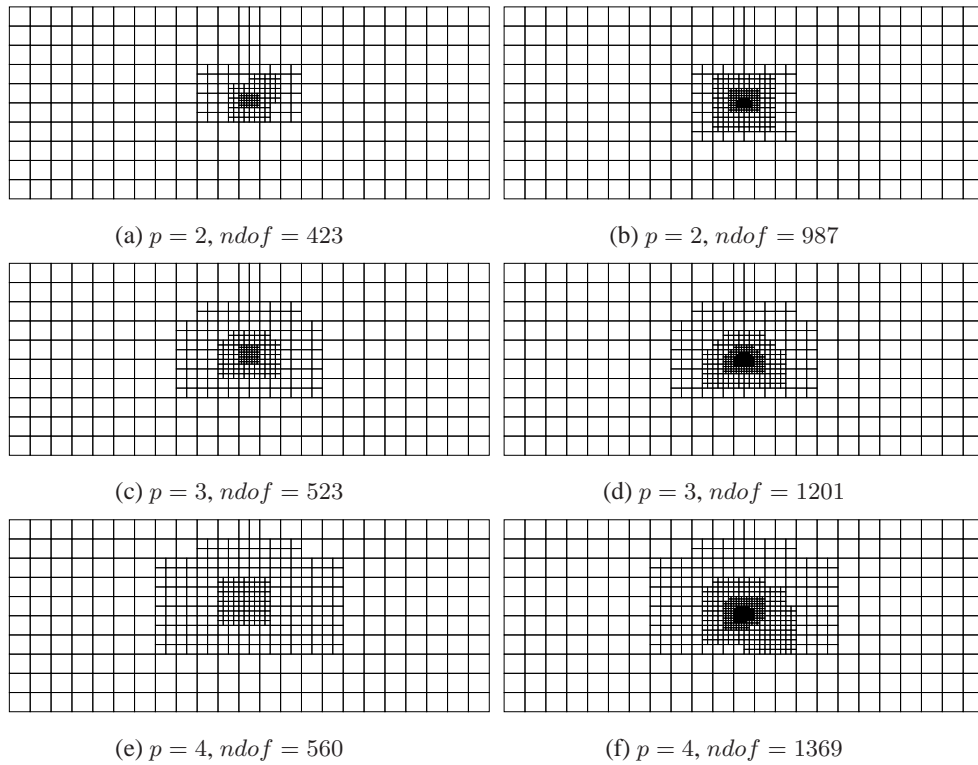 (a) p = 2, ndof = 423
(b) p = 2, ndof = 987
(c) p = 3, ndof = 523
(d) p = 3, ndof = 1201
(e) p = 4, ndof = 560
(f) p = 4, ndof = 1369